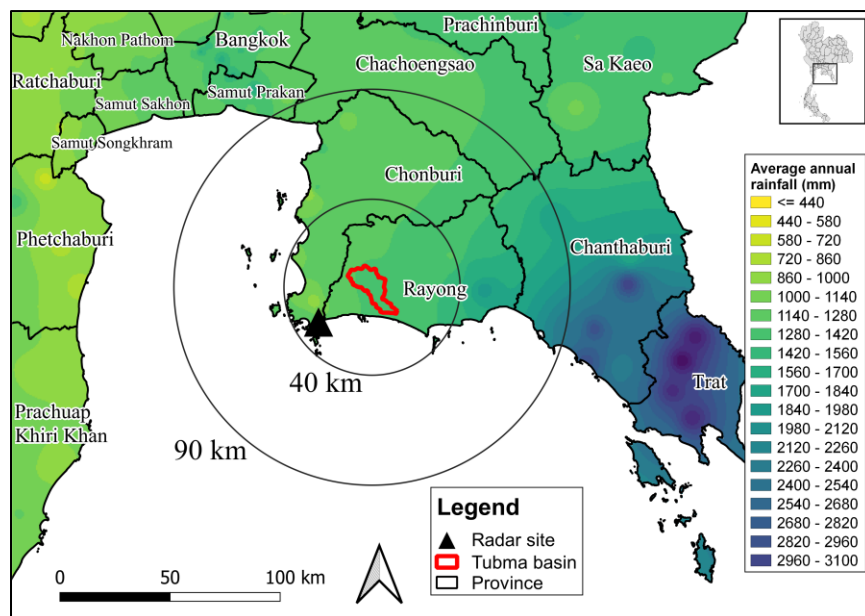 Prachinburi
Nakhon Pathom
Bangkok
Ratchaburi
Chachoengsao
Sa Kaeo
Samut Sakhon
Samut Prakan
Samut Songkhram
Chonburi
Phetchaburi
Chanthaburi
Rayong
Trat
40 km
Prachuap
Khiri Khan
90 km
Average annual
rainfall (mm)
<= 440
440 - 580
580 - 720
720 - 860
860 - 1000
1000 - 1140
1140 - 1280
1280 - 1420
1420 - 1560
1560 - 1700
1700 - 1840
1840 - 1980
1980 - 2120
2120 - 2260
2260 - 2400
2400 - 2540
2540 - 2680
2680 - 2820
2820 - 2960
2960 - 3100
Legend
Radar site
Tubma basin
Province
0 50 100 km